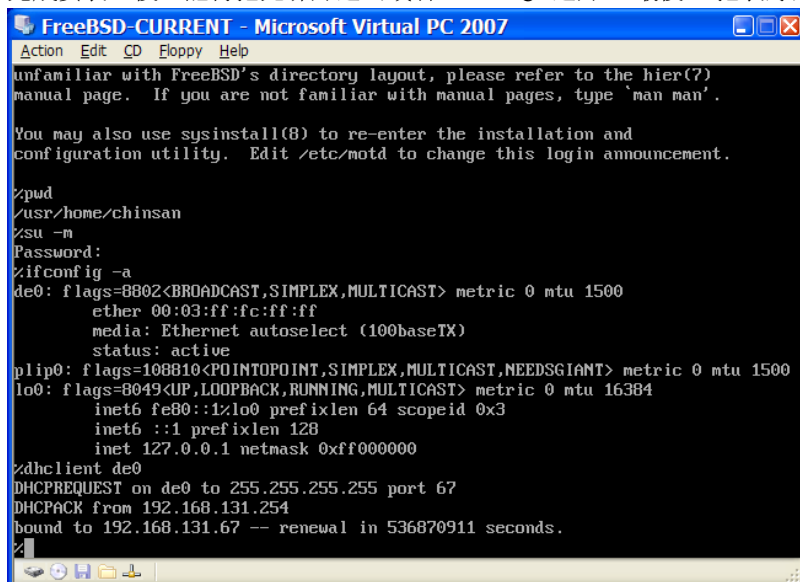 FreeBSD-CURRENT - Microsoft Virtual PC 2007
Action Edit CD Floppy Help
unfamiliar with FreeBSD's directory layout, please refer to the hier(7)
manual page.  If you are not familiar with manual pages, type `man man'.
You may also use sysinstall(8) to re-enter the installation and
configuration utility.  Edit /etc/motd to change this login announcement.
%pwd
/usr/home/chinsan
%su -m
Password:
%ifconfig -a
de0: flags=8802<BROADCAST,SIMPLEX,MULTICAST> metric 0 mtu 1500
        ether 00:03:ff:fc:ff:ff
        media: Ethernet autoselect (100baseTX)
        status: active
plip0: flags=108810<POINTOPOINT,SIMPLEX,MULTICAST,NEEDSGIANT> metric 0 mtu 1500
lo0: flags=8049<UP,LOOPBACK,RUNNING,MULTICAST> metric 0 mtu 16384
        inet6 fe80::1%lo0 prefixlen 64 scopeid 0x3
        inet6 ::1 prefixlen 128
        inet 127.0.0.1 netmask 0xff000000
%dhclient de0
DHCPREQUEST on de0 to 255.255.255.255 port 67
DHCPACK from 192.168.131.254
bound to 192.168.131.67 -- renewal in 536870911 seconds.
%